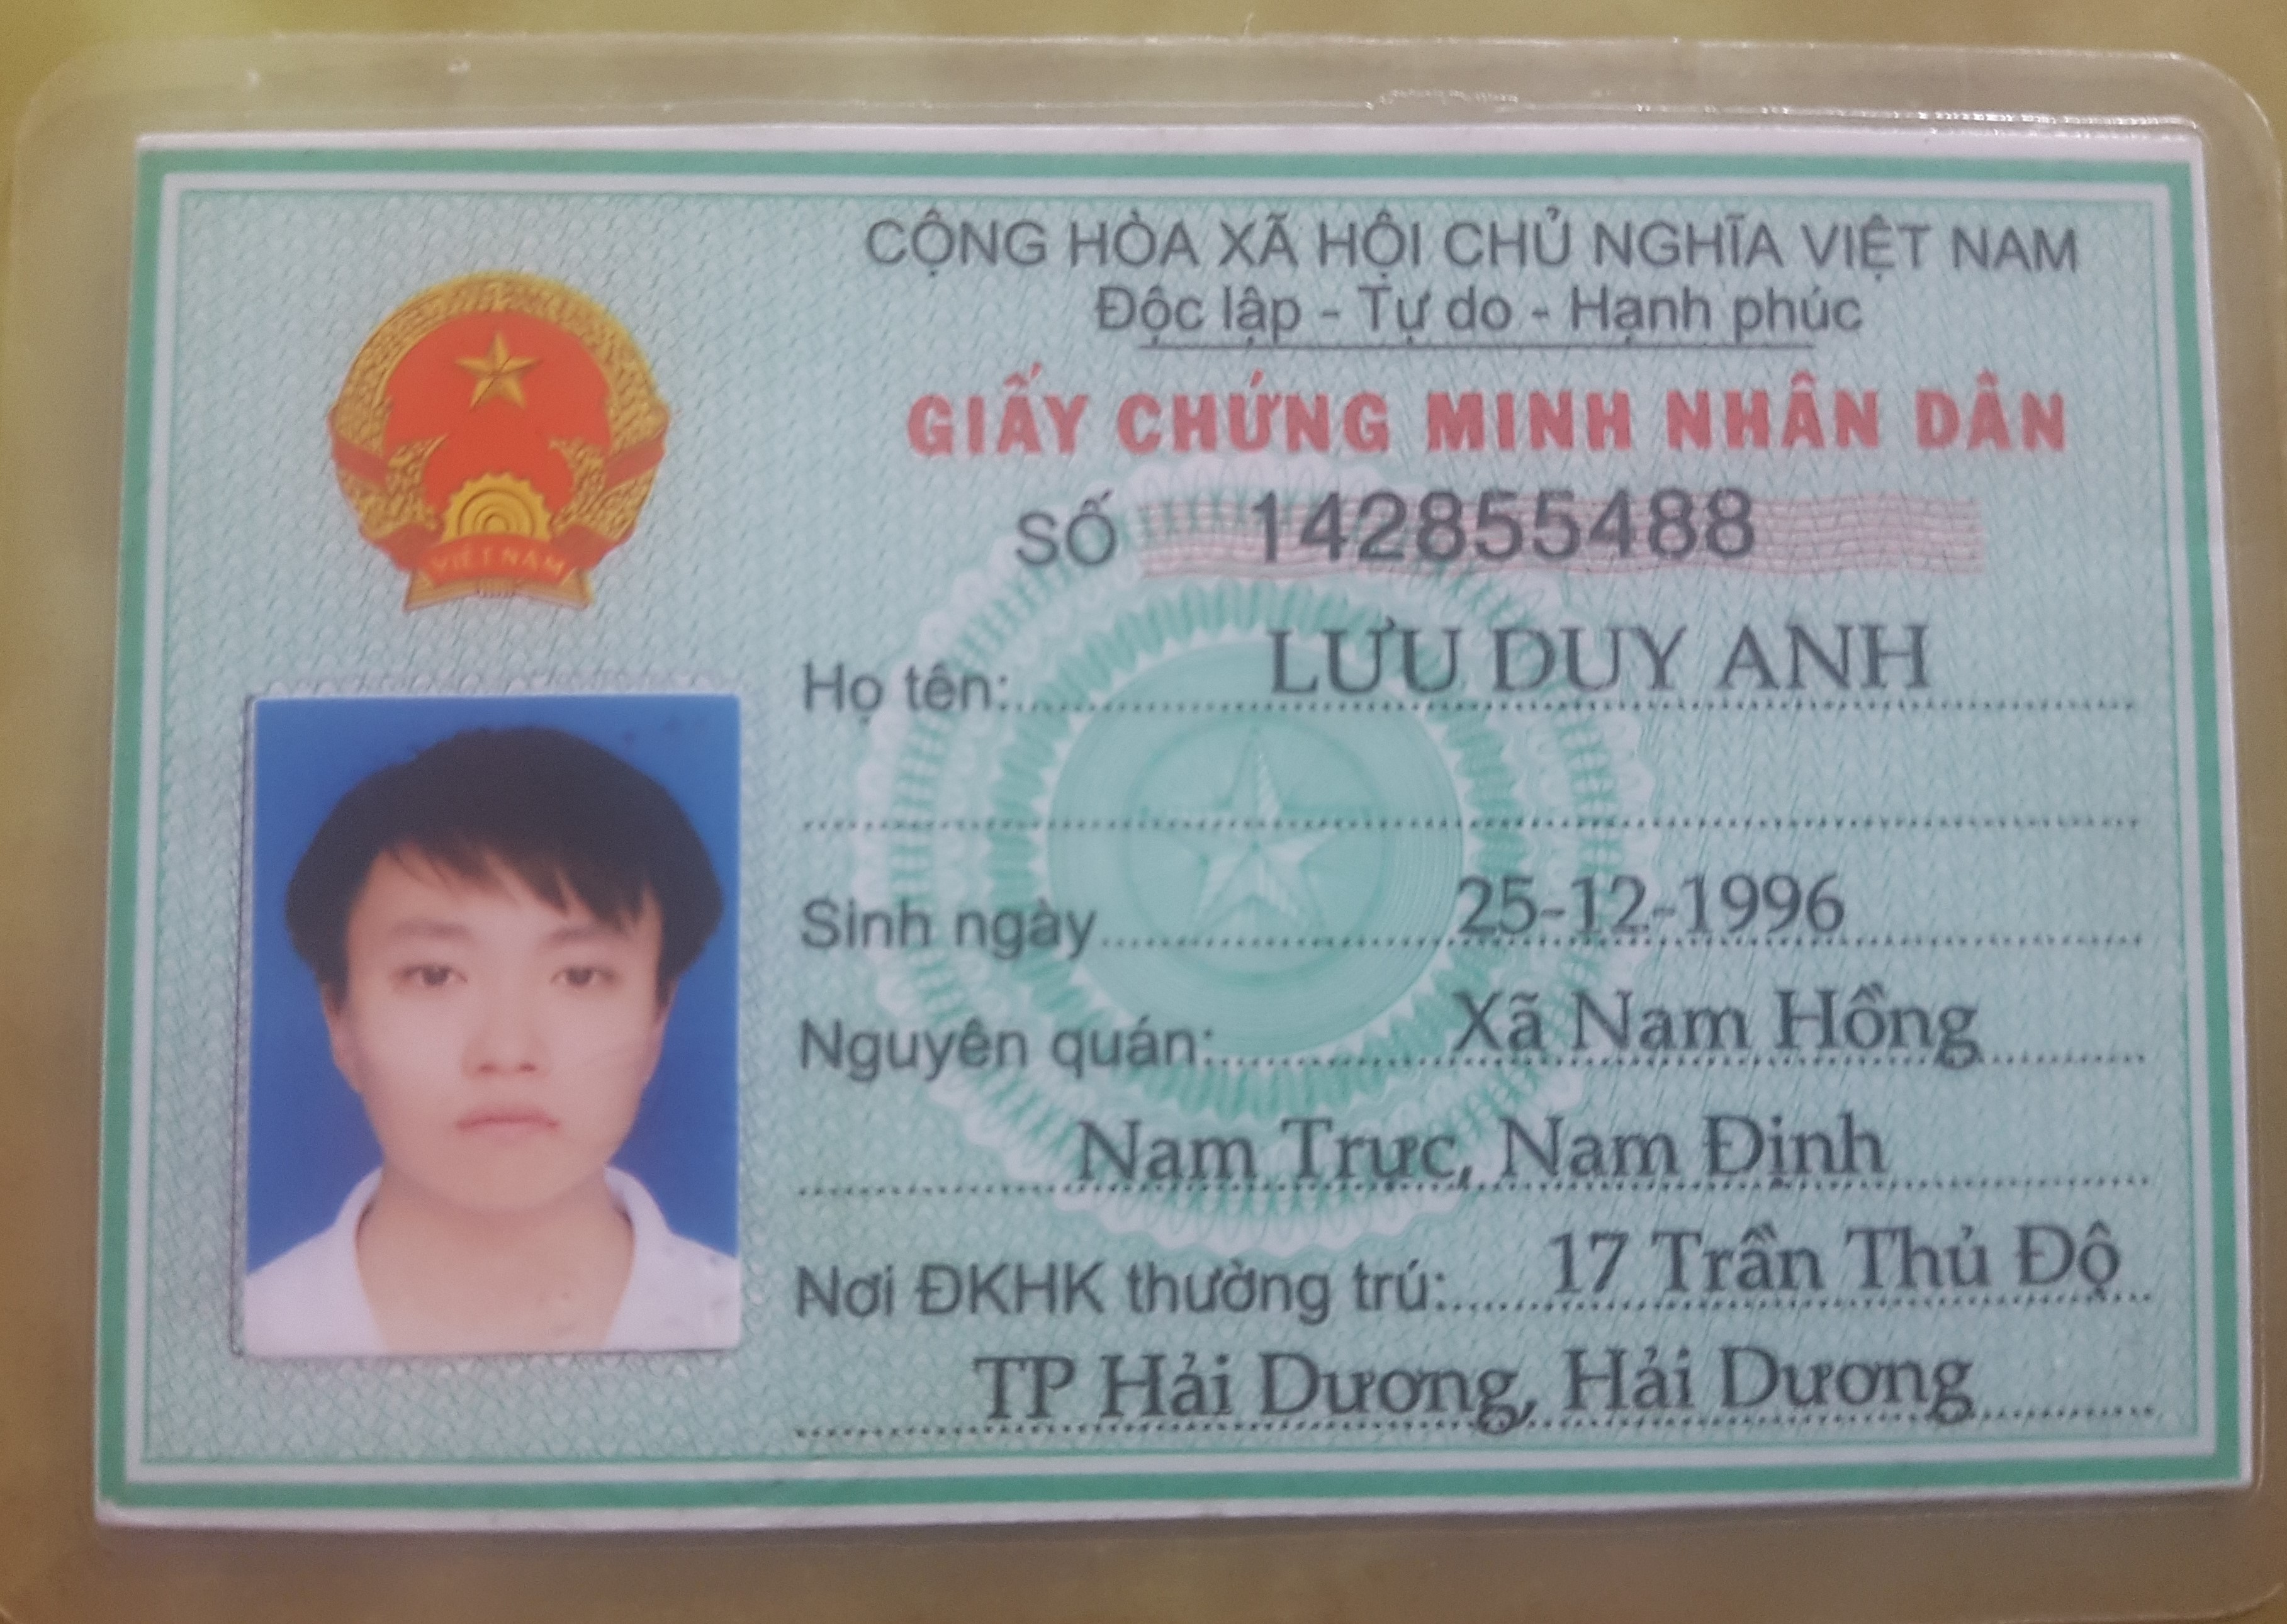 CỘNG HÒA XÃ HỘI CHỦ NGHĨA VIỆT NAM
Độc lập - Tự do - Hạnh phúc
GIẤY CHỨNG MINH NHÂN DÂN
SỐ 142855488
VIỆT NAM
Họ tên: LƯU DUY ANH
Sinh ngày 25-12-1996
Nguyên quán: Xã Nam Hồng
Nam Trực, Nam Định
Nơi ĐKHK thường trú: 17 Trần Thủ Độ
TP Hải Dương, Hải Dương